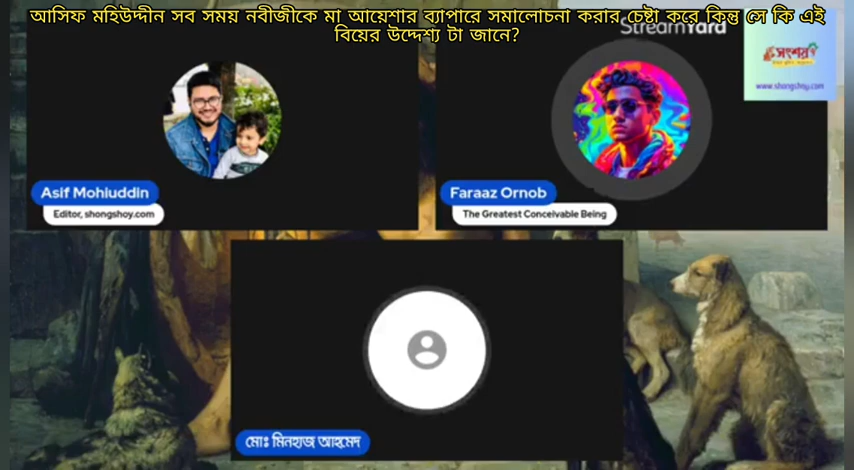 আসিফ মহিউদ্দীন সব সময় নবীজীকে মা আয়েশার ব্যাপারে সমালোচনা করার চেষ্টা করে কিন্তু সে কি এই
বিয়ের উদ্দেশ্য টা জানে?
StreamYard
সংশয়
www.shongshoy.com
Asif Mohiuddin
Editor, shongshoy.com
Faraaz Ornob
The Greatest Conceivable Being
মোঃ মিনহাজ আহমেদ